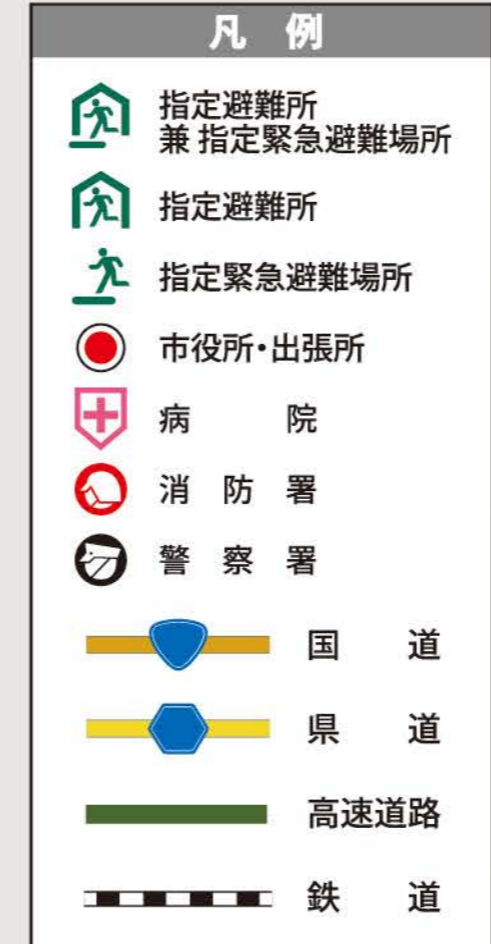 凡 例
指定避難所
兼 指定緊急避難場所
指定避難所
指定緊急避難場所
市役所・出張所
病 院
消 防 署
警 察 署
国 道
県 道
高速道路
鉄 道